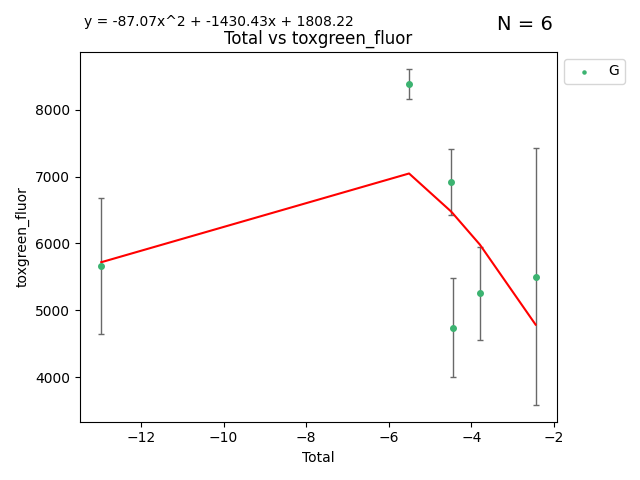 y = -87.07x^2 + -1430.43x + 1808.22
N = 6
Total vs toxgreen_fluor
G
8000
7000
6000
5000
4000
toxgreen_fluor
−12 −10 −8 −6 −4 −2
Total